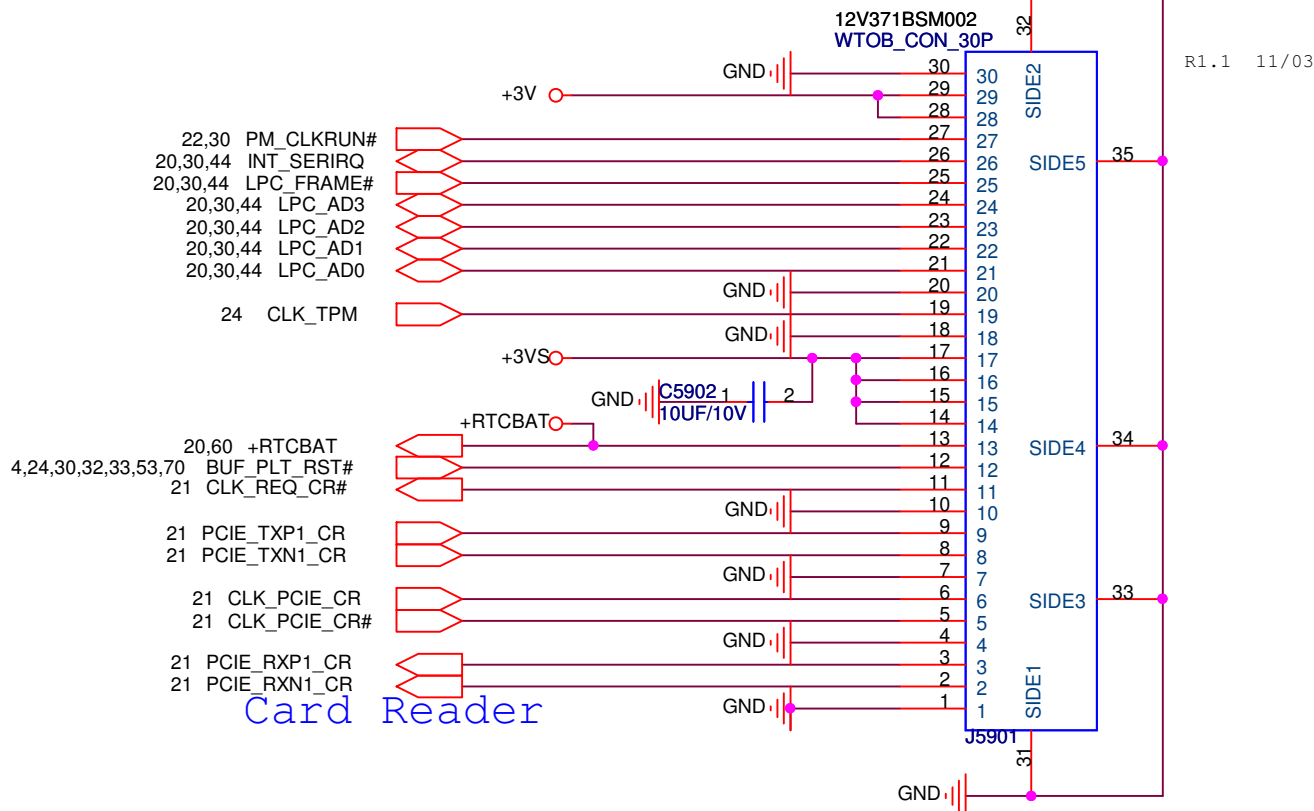 12V371BSM002
WTOB_CON_30P
32
R1.1 11/03
SIDE2
GND 30 30
+3V 29 29
28 28
22,30 PM_CLKRUN# 27 27
20,30,44 INT_SERIRQ 26 26 SIDE5 35
20,30,44 LPC_FRAME# 25 25
20,30,44 LPC_AD3 24 24
20,30,44 LPC_AD2 23 23
20,30,44 LPC_AD1 22 22
20,30,44 LPC_AD0 21 21
GND 20 20
24 CLK_TPM 19 19
GND 18 18
+3VS 17 17
16 16
GND C5902 1 2 15 15
10UF/10V
+RTCBAT 14 14
20,60 +RTCBAT 13 13 SIDE4 34
4,24,30,32,33,53,70 BUF_PLT_RST# 12 12
21 CLK_REQ_CR# 11 11
GND 10 10
21 PCIE_TXP1_CR 9 9
21 PCIE_TXN1_CR 8 8
GND 7 7
21 CLK_PCIE_CR 6 6 SIDE3 33
21 CLK_PCIE_CR# 5 5
GND 4 4
21 PCIE_RXP1_CR 3 3
21 PCIE_RXN1_CR 2 2
Card Reader
GND 1 1
SIDE1
J5901
31
GND